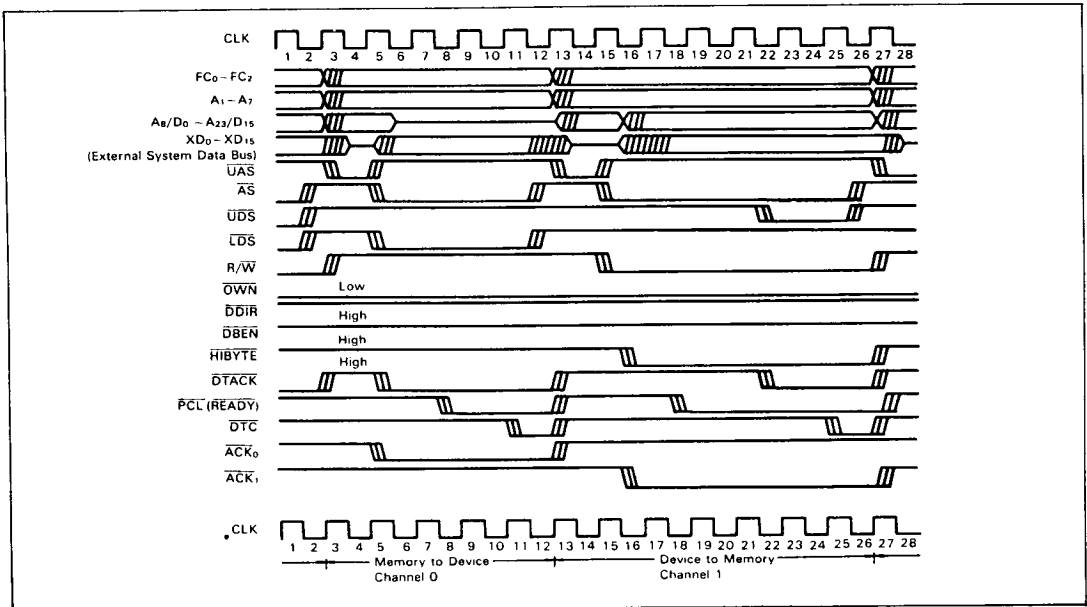 CLK
1 2 3 4 5 6 7 8 9 10 11 12 13 14 15 16 17 18 19 20 21 22 23 24 25 26 27 28
FC₀~FC₂
A₁~A₇
A₈/D₀ ~ A₂₃/D₁₅
XD₀~XD₁₅
(External System Data Bus)
UAS
AS
UDS
LDS
R/W
OWN Low
DDIR High
DBEN High
HIBYTE High
DTACK
PCL (READY)
DTC
ACK₀
ACK₁
CLK
1 2 3 4 5 6 7 8 9 10 11 12 13 14 15 16 17 18 19 20 21 22 23 24 25 26 27 28
Memory to Device
Channel 0
Device to Memory
Channel 1